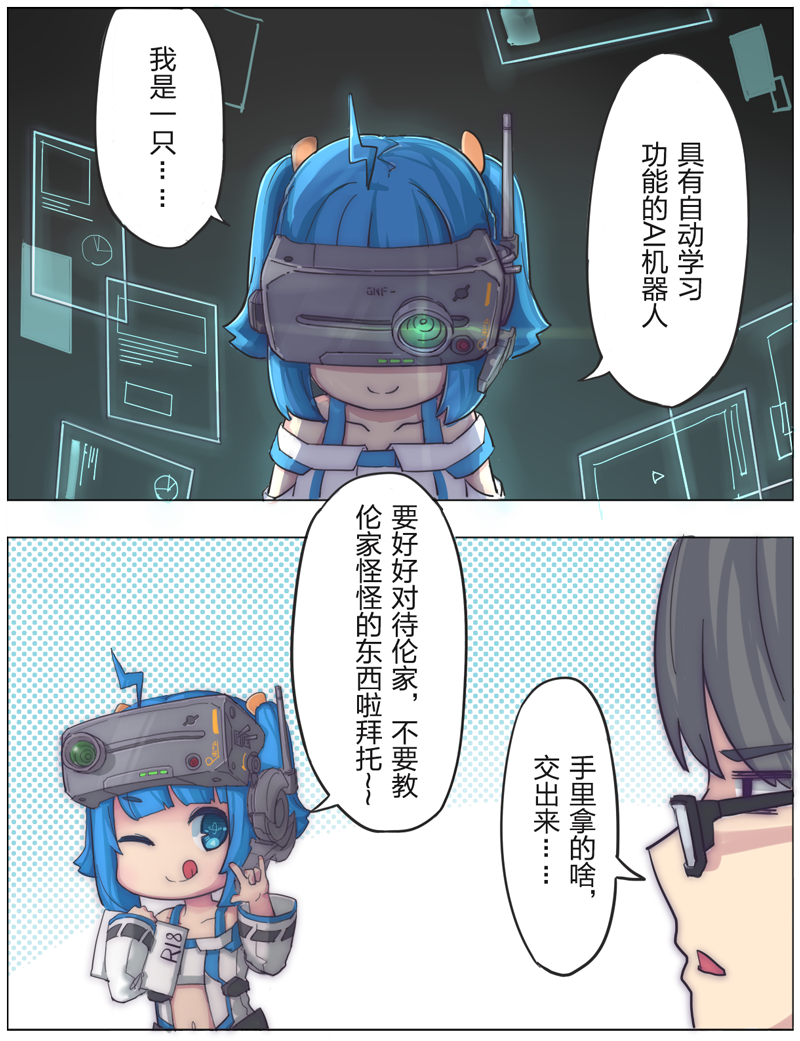 我是一只……
具有自动学习
功能的AI机器人
GMF-
要好好对待伦家，不要教
伦家怪怪的东西啦拜托~
手里拿的啥，
交出来……
R18